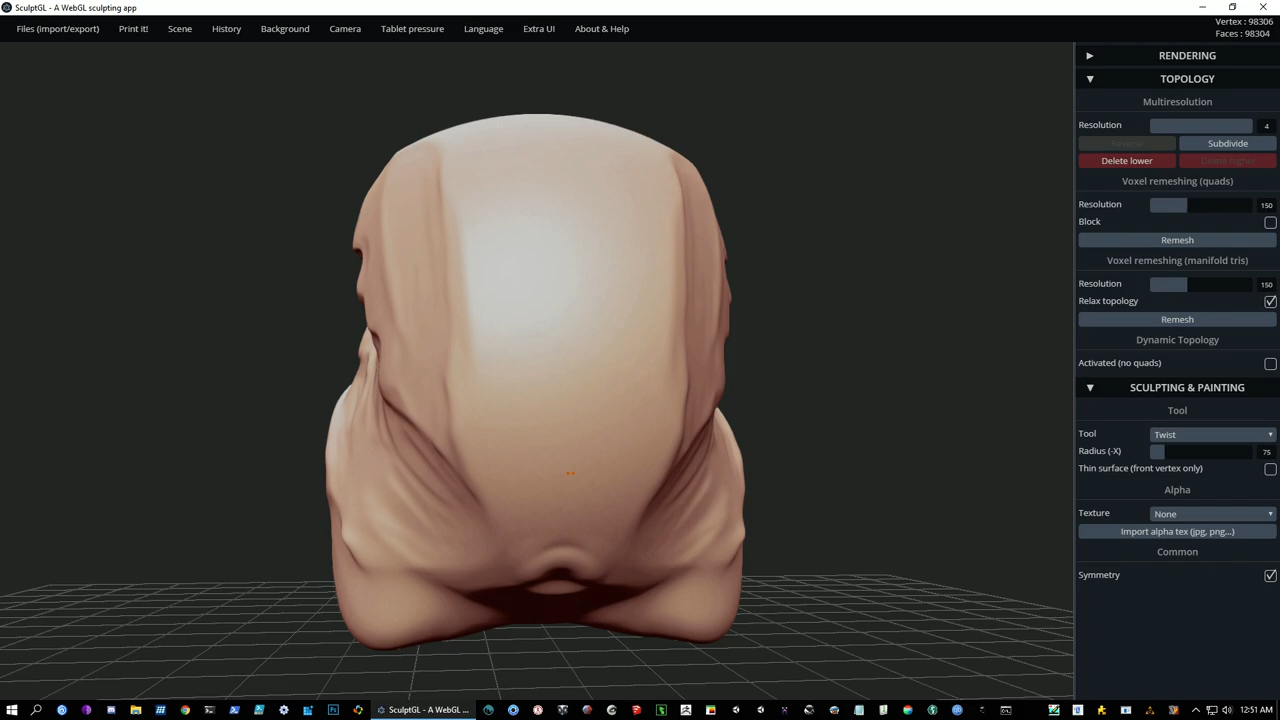 SculptGL - A WebGL sculpting app
Files (import/export) Print it! Scene History Background Camera Tablet pressure Language Extra UI About & Help
Vertex : 98306
Faces : 98304
RENDERING
TOPOLOGY
Multiresolution
Resolution 4
Reverse Subdivide
Delete lower Delete higher
Voxel remeshing (quads)
Resolution 150
Block
Remesh
Voxel remeshing (manifold tris)
Resolution 150
Relax topology
Remesh
Dynamic Topology
Activated (no quads)
SCULPTING & PAINTING
Tool
Tool Twist
Radius (-X) 75
Thin surface (front vertex only)
Alpha
Texture None
Import alpha tex (jpg, png...)
Common
Symmetry
SculptGL - A WebGL ...
12:51 AM